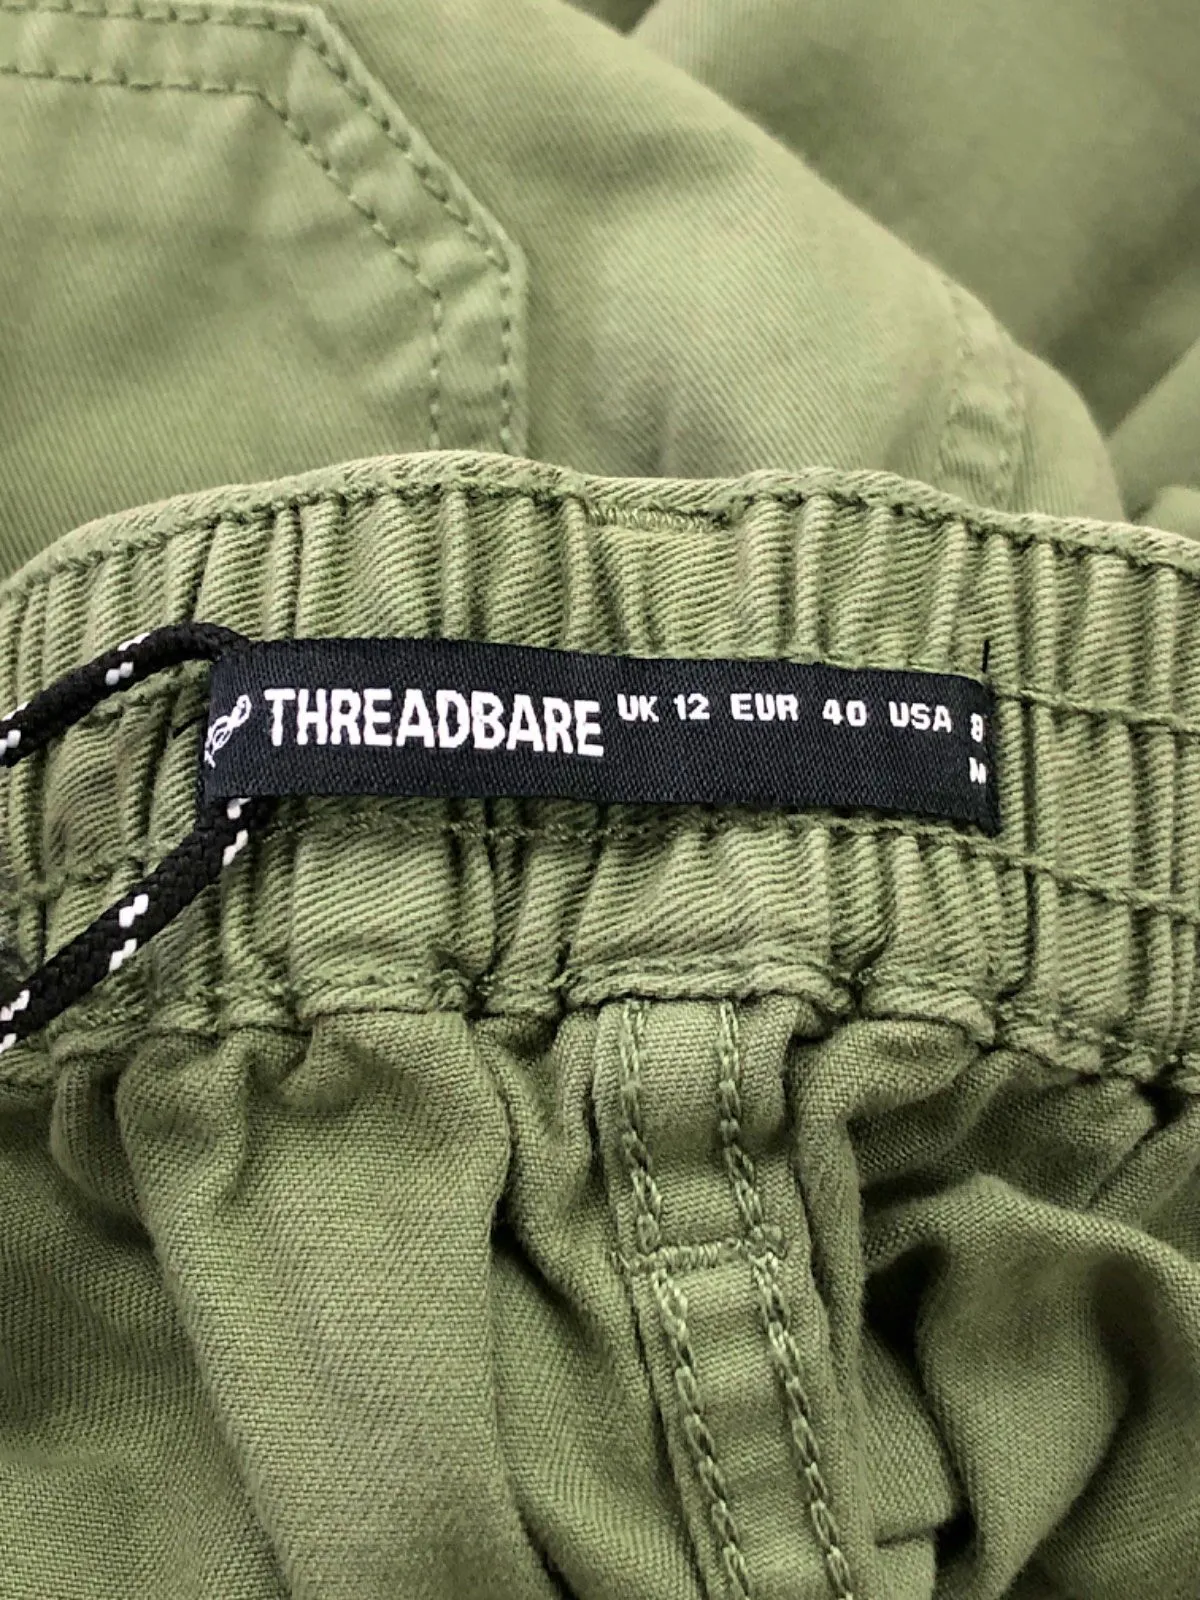 THREADBARE UK 12 EUR 40 USA 8
M